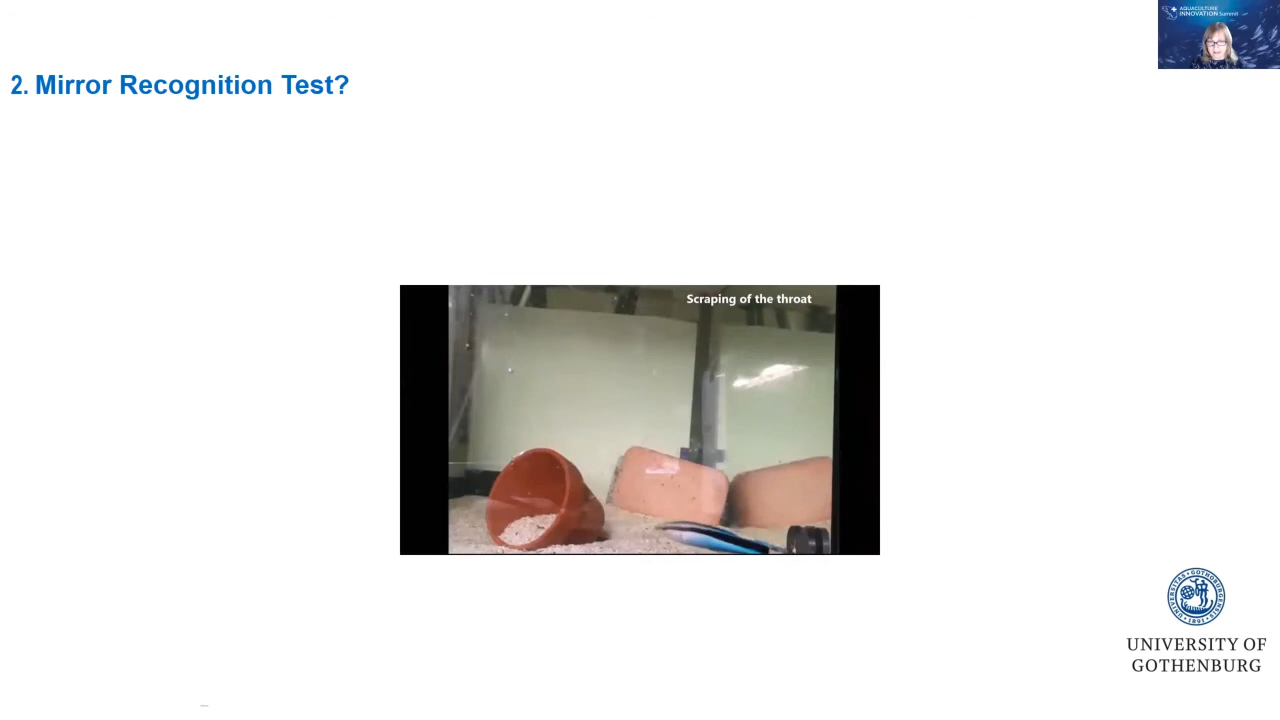 AQUACULTURE
INNOVATION Summit
2. Mirror Recognition Test?
Scraping of the throat
UNIVERSITY OF
GOTHENBURG